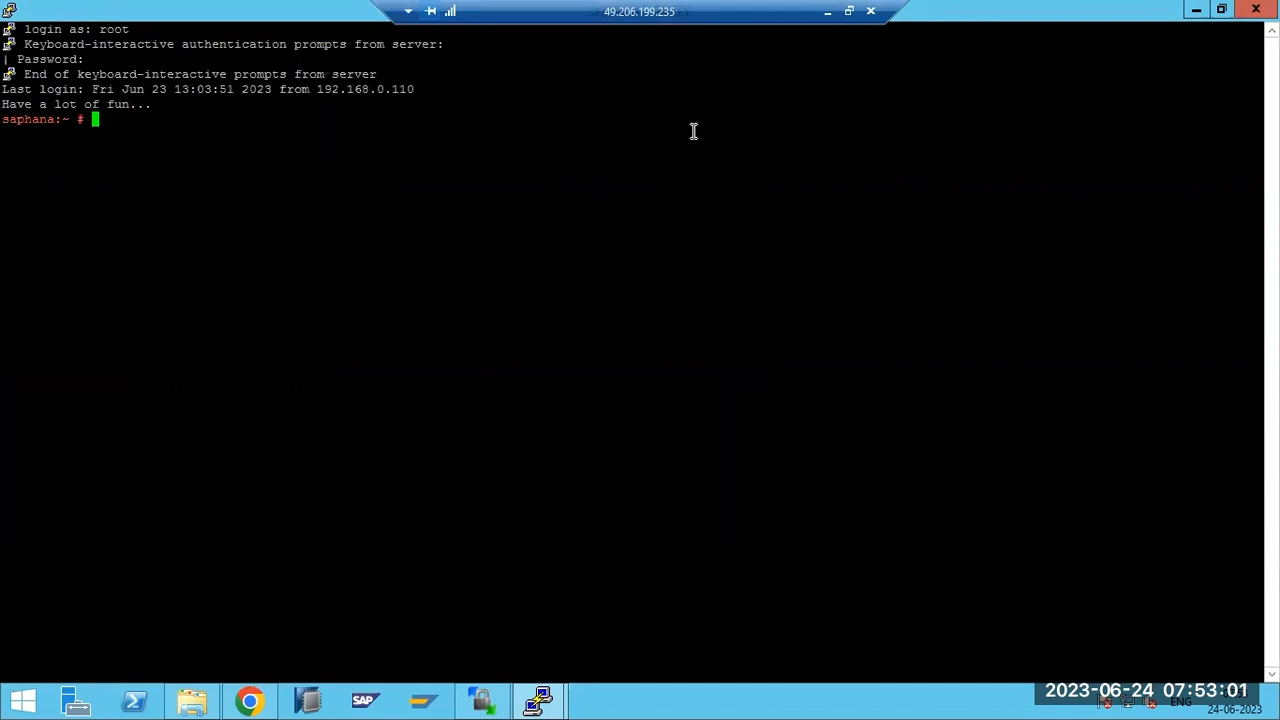 49.206.199.235
login as: root
Keyboard-interactive authentication prompts from server:
| Password:
End of keyboard-interactive prompts from server
Last login: Fri Jun 23 13:03:51 2023 from 192.168.0.110
Have a lot of fun...
saphana:~ #
SAP
2023-06-24 07:53:01
ENG
24-06-2023